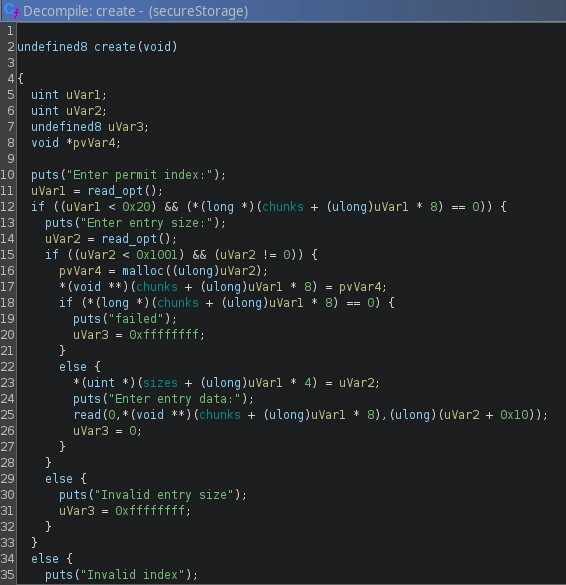 Decompile: create - (secureStorage)
1
2 undefined8 create(void)
3
4 {
5   uint uVar1;
6   uint uVar2;
7   undefined8 uVar3;
8   void *pvVar4;
9
10   puts("Enter permit index:");
11   uVar1 = read_opt();
12   if ((uVar1 < 0x20) && (*(long *)(chunks + (ulong)uVar1 * 8) == 0)) {
13     puts("Enter entry size:");
14     uVar2 = read_opt();
15     if ((uVar2 < 0x1001) && (uVar2 != 0)) {
16       pvVar4 = malloc((ulong)uVar2);
17       *(void **)(chunks + (ulong)uVar1 * 8) = pvVar4;
18       if (*(long *)(chunks + (ulong)uVar1 * 8) == 0) {
19         puts("failed");
20         uVar3 = 0xffffffff;
21       }
22       else {
23         *(uint *)(sizes + (ulong)uVar1 * 4) = uVar2;
24         puts("Enter entry data:");
25         read(0,*(void **)(chunks + (ulong)uVar1 * 8),(ulong)(uVar2 + 0x10));
26         uVar3 = 0;
27       }
28     }
29     else {
30       puts("Invalid entry size");
31       uVar3 = 0xffffffff;
32     }
33   }
34   else {
35     puts("Invalid index");